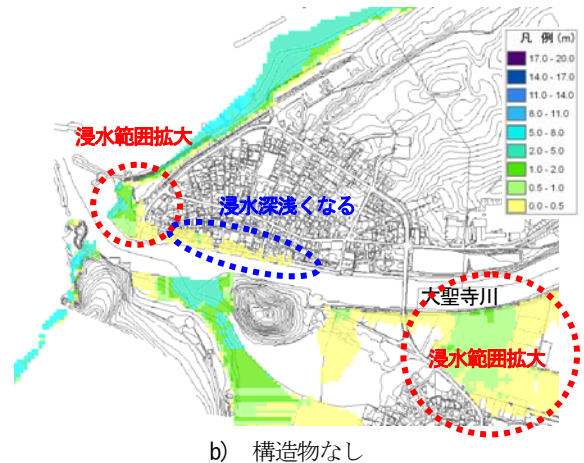 凡 例 (m)
17.0 - 20.0
14.0 - 17.0
11.0 - 14.0
8.0 - 11.0
5.0 - 8.0
2.0 - 5.0
1.0 - 2.0
0.5 - 1.0
0.0 - 0.5
浸水範囲拡大
浸水深浅くなる
大聖寺川
浸水範囲拡大
b) 構造物なし